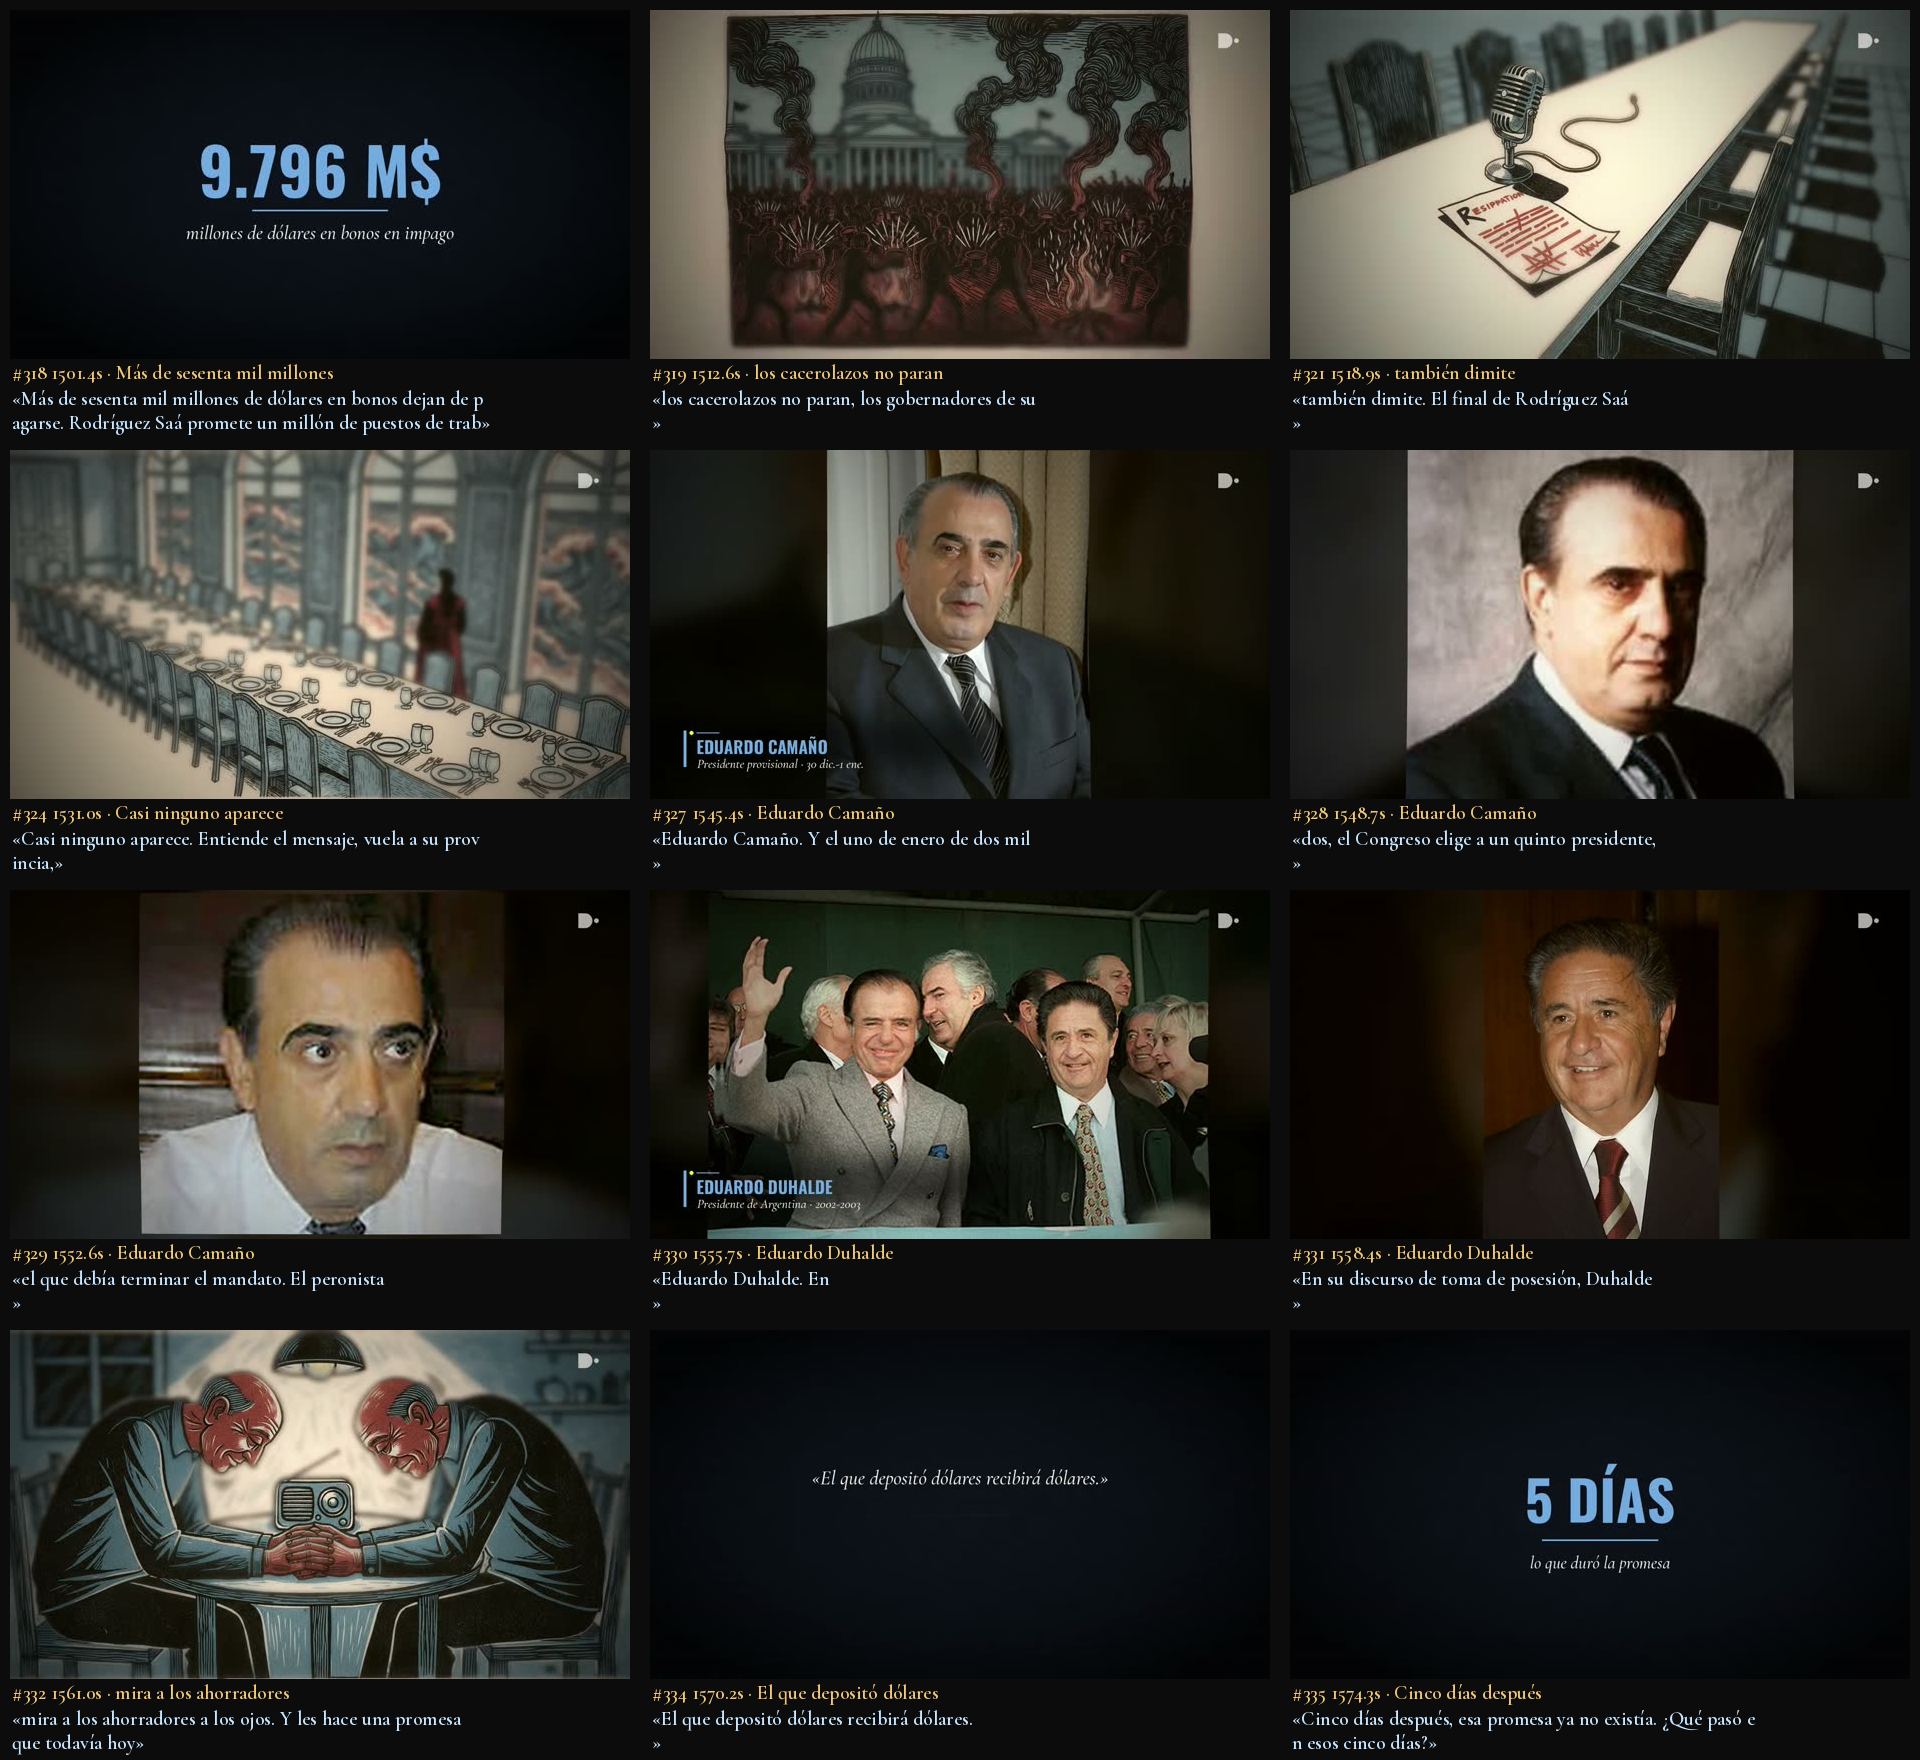 9.796 M$
millones de dólares en bonos en impago
#318 1501.4s · Más de sesenta mil millones
«Más de sesenta mil millones de dólares en bonos dejan de p
agarse. Rodríguez Saá promete un millón de puestos de trab»
#319 1512.6s · los cacerolazos no paran
«los cacerolazos no paran, los gobernadores de su
»
RESIPPATION
#321 1518.9s · también dimite
«también dimite. El final de Rodríguez Saá
»
#324 1531.0s · Casi ninguno aparece
«Casi ninguno aparece. Entiende el mensaje, vuela a su prov
incia,»
EDUARDO CAMAÑO
Presidente provisional · 30 dic.-1 ene.
#327 1545.4s · Eduardo Camaño
«Eduardo Camaño. Y el uno de enero de dos mil
»
#328 1548.7s · Eduardo Camaño
«dos, el Congreso elige a un quinto presidente,
»
#329 1552.6s · Eduardo Camaño
«el que debía terminar el mandato. El peronista
»
EDUARDO DUHALDE
Presidente de Argentina · 2002-2003
#330 1555.7s · Eduardo Duhalde
«Eduardo Duhalde. En
»
#331 1558.4s · Eduardo Duhalde
«En su discurso de toma de posesión, Duhalde
»
#332 1561.0s · mira a los ahorradores
«mira a los ahorradores a los ojos. Y les hace una promesa
que todavía hoy»
«El que depositó dólares recibirá dólares.»
#334 1570.2s · El que depositó dólares
«El que depositó dólares recibirá dólares.
»
5 DÍAS
lo que duró la promesa
#335 1574.3s · Cinco días después
«Cinco días después, esa promesa ya no existía. ¿Qué pasó e
n esos cinco días?»